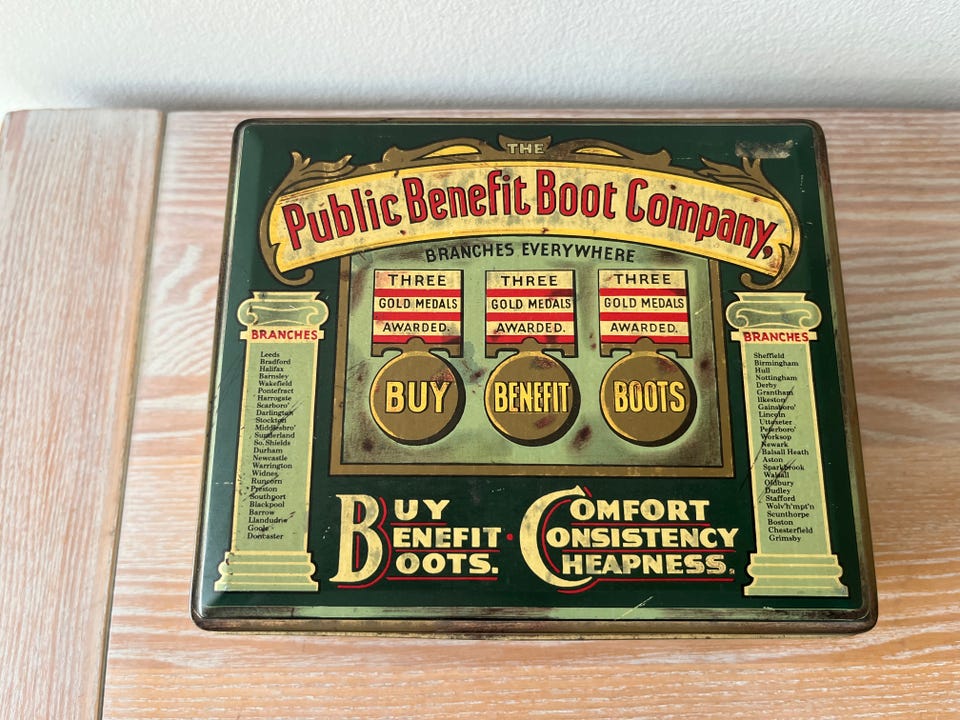 THE
Public Benefit Boot Company,
BRANCHES EVERYWHERE
THREE
GOLD MEDALS
AWARDED.
BUY
THREE
GOLD MEDALS
AWARDED.
BENEFIT
THREE
GOLD MEDALS
AWARDED.
BOOTS
BRANCHES
Leeds
Bradford
Halifax
Barnsley
Wakefield
Pontefract
Harrogate
Scarboro'
Darlington
Stockton
Middlesbro'
Sunderland
So. Shields
Durham
Newcastle
Warrington
Widnes
Runcorn
Preston
Southport
Blackpool
Barrow
Llandudno
Goole
Doncaster
BRANCHES
Sheffield
Birmingham
Hull
Nottingham
Derby
Grantham
Ilkeston
Gainsboro'
Lincoln
Uttoxeter
Peterboro'
Worksop
Newark
Balsall Heath
Aston
Sparkbrook
Walsall
Oldbury
Dudley
Stafford
Wolv'h'mpt'n
Scunthorpe
Boston
Chesterfield
Grimsby
BUY
BENEFIT
BOOTS.
COMFORT
CONSISTENCY
CHEAPNESS.